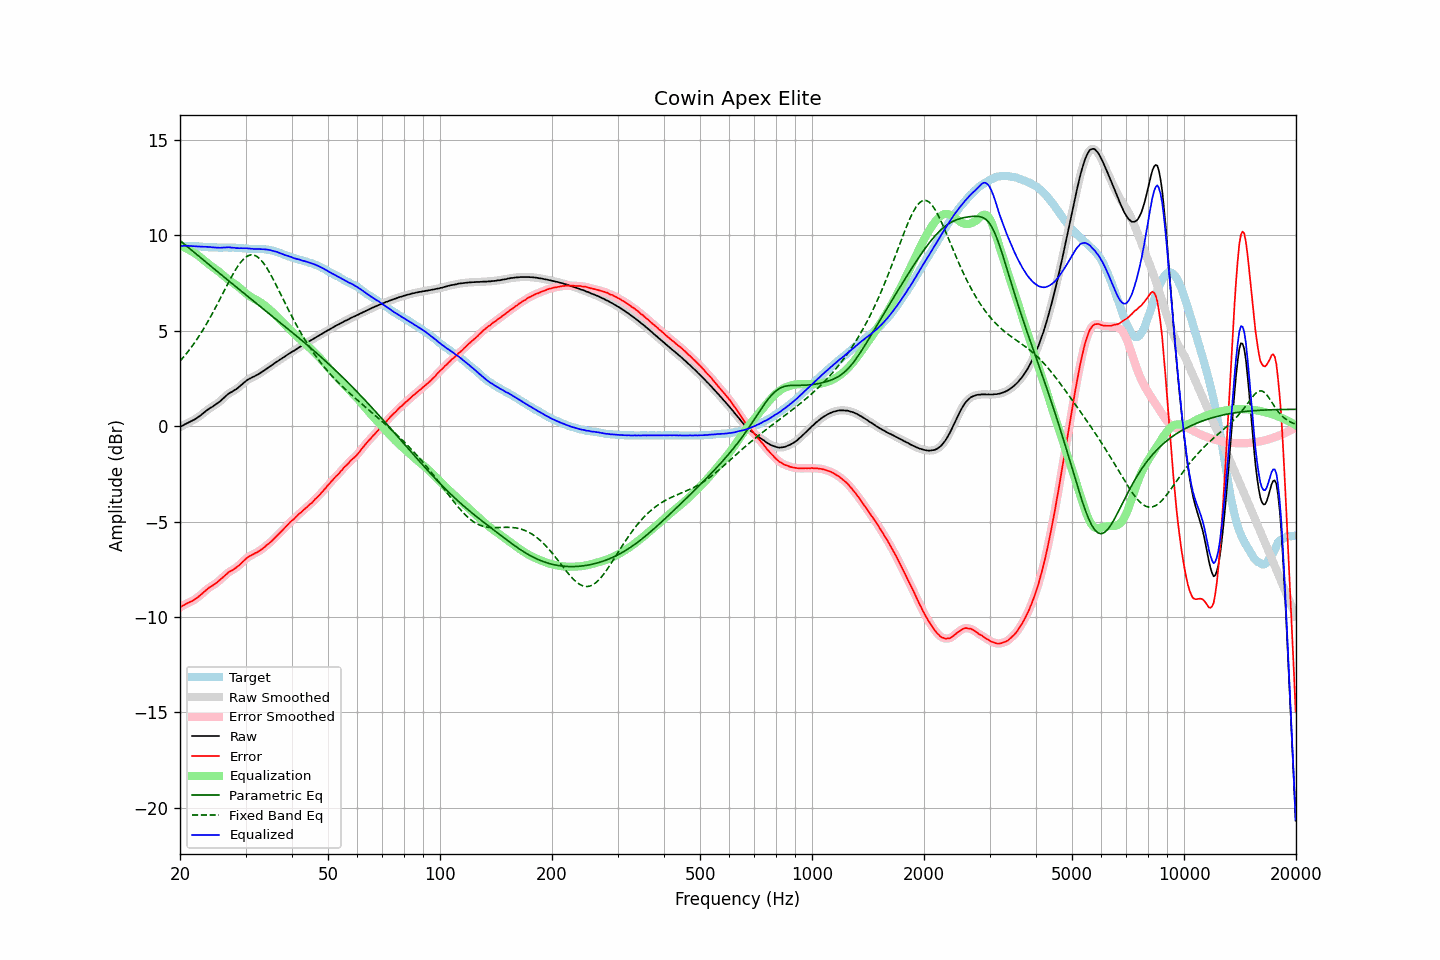 Cowin Apex Elite
Amplitude (dBr)
15
10
5
0
−5
−10
−15
−20
Target
Raw Smoothed
Error Smoothed
Raw
Error
Equalization
Parametric Eq
Fixed Band Eq
Equalized
20 50 100 200 500 1000 2000 5000 10000 20000
Frequency (Hz)